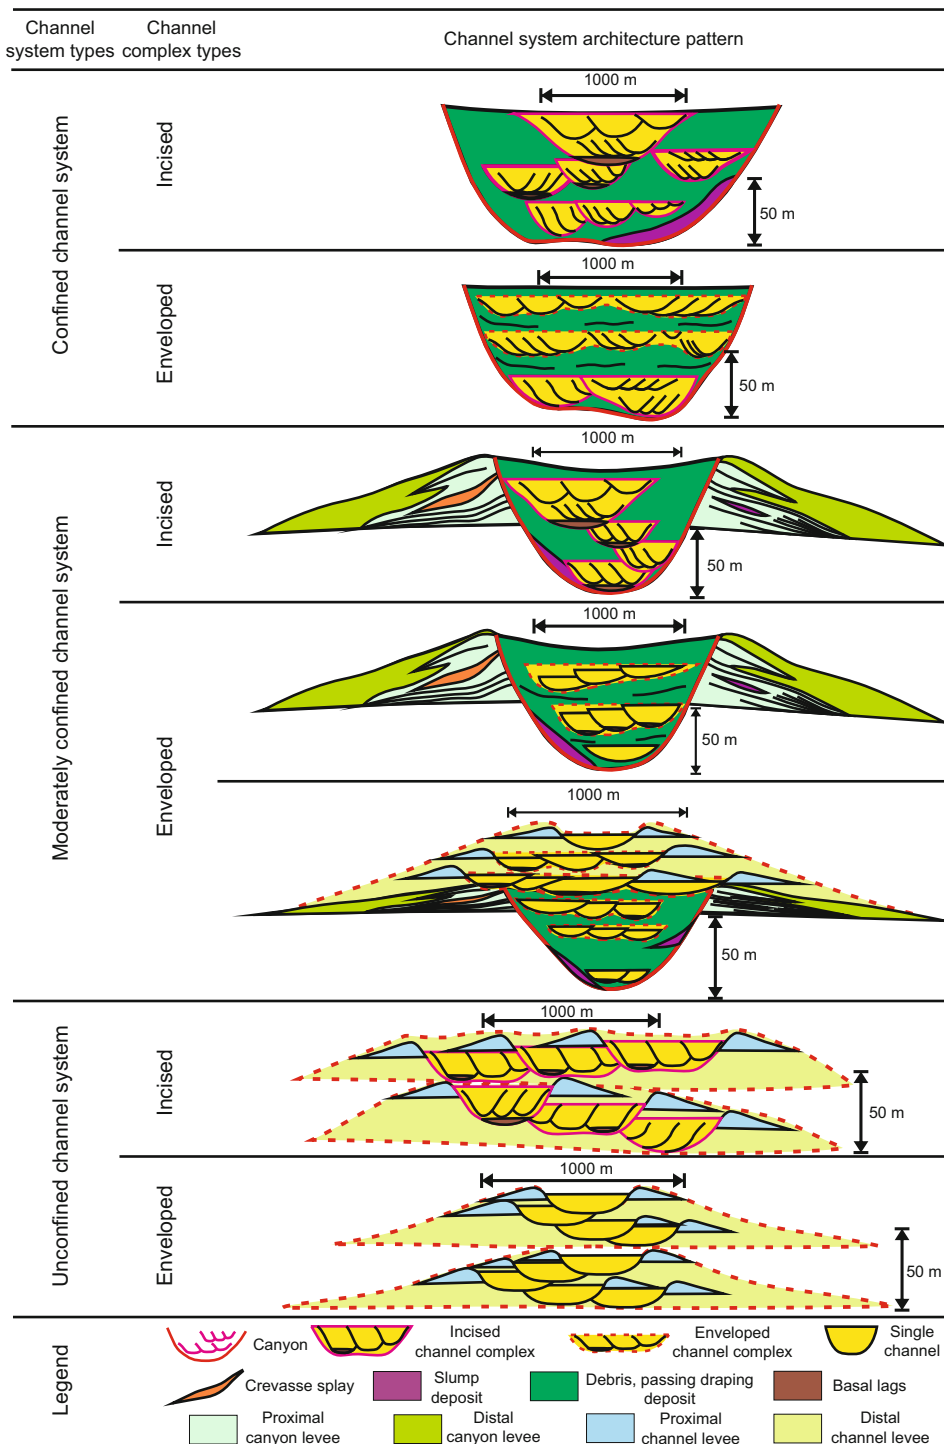 Channel system types
Channel complex types
Channel system architecture pattern
Confined channel system
Incised
1000 m
50 m
Enveloped
1000 m
50 m
Moderately confined channel system
Incised
1000 m
50 m
Enveloped
1000 m
50 m
1000 m
50 m
Unconfined channel system
Incised
1000 m
50 m
Enveloped
1000 m
50 m
Legend
Canyon
Incised channel complex
Enveloped channel complex
Single channel
Crevasse splay
Slump deposit
Debris, passing draping deposit
Basal lags
Proximal canyon levee
Distal canyon levee
Proximal channel levee
Distal channel levee